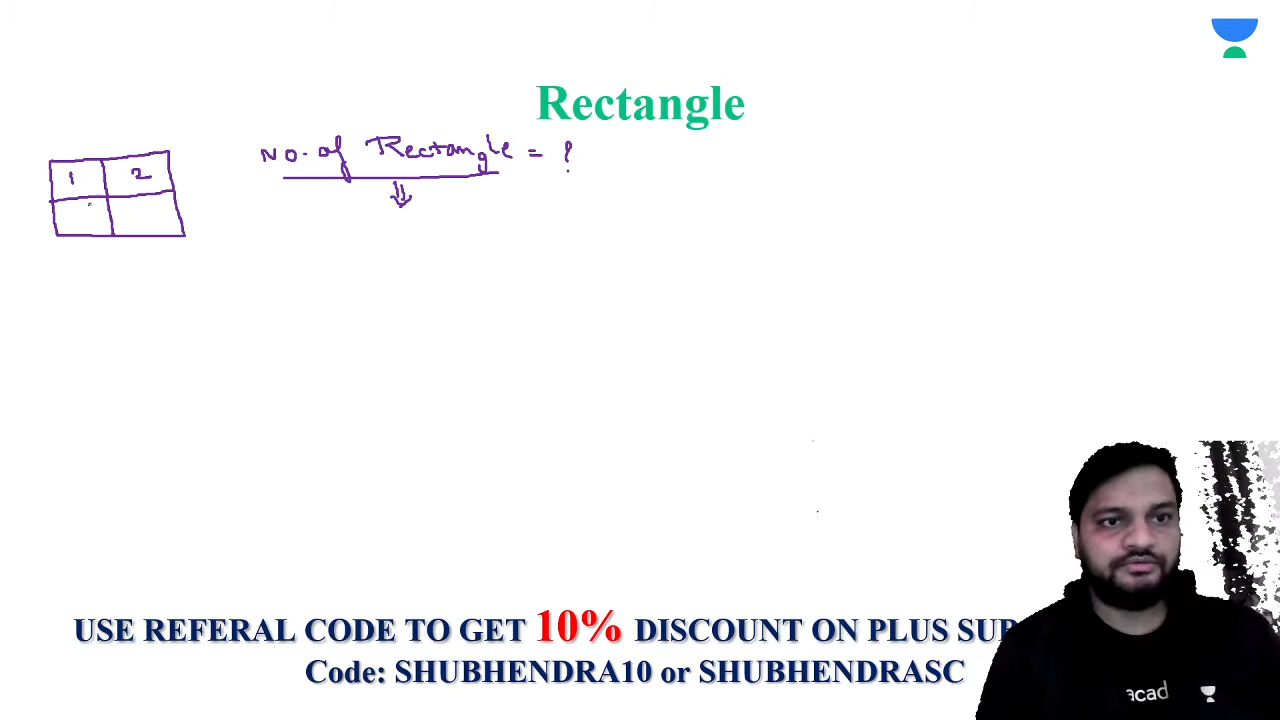 Rectangle
No. of Rectangle = ?
1 2
USE REFERAL CODE TO GET 10% DISCOUNT ON PLUS
Code: SHUBHENDRA10 or SHUBHENDRASC
acad